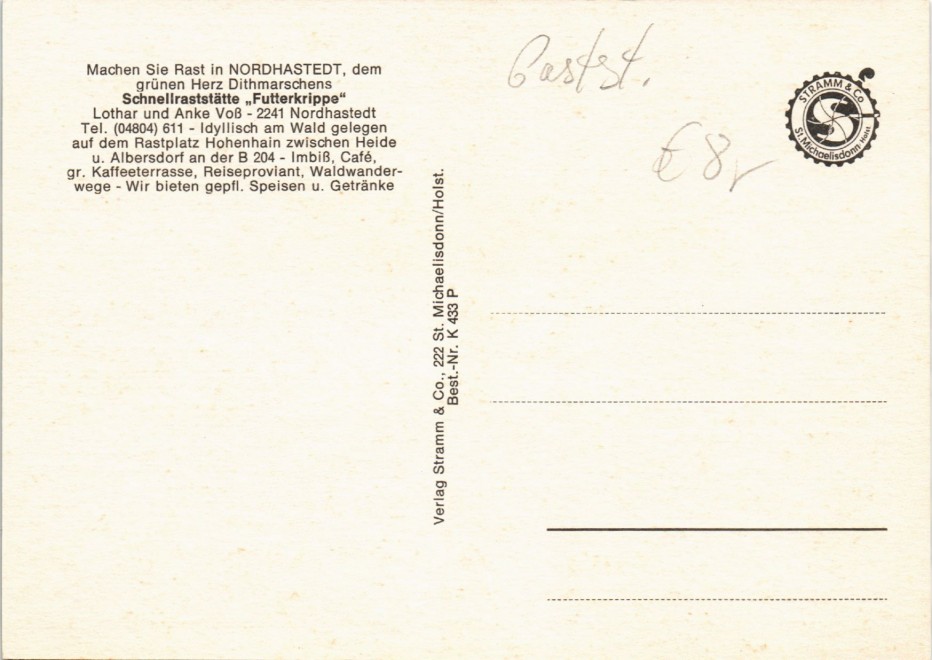 Machen Sie Rast in NORDHASTEDT, dem
grünen Herz Dithmarschens
Schnellraststätte „Futterkrippe“
Lothar und Anke Voß - 2241 Nordhastedt
Tel. (04804) 611 - Idyllisch am Wald gelegen
auf dem Rastplatz Hohenhain zwischen Heide
u. Albersdorf an der B 204 - Imbiß, Café,
gr. Kaffeeterrasse, Reiseproviant, Waldwander-
wege - Wir bieten gepfl. Speisen u. Getränke
Verlag Stramm & Co., 222 St. Michaelisdonn/Holst.
Best.-Nr. K 433 P
Gastst.
€ 8,-
STRAMM & Co
St. Michaelisdonn · Holst